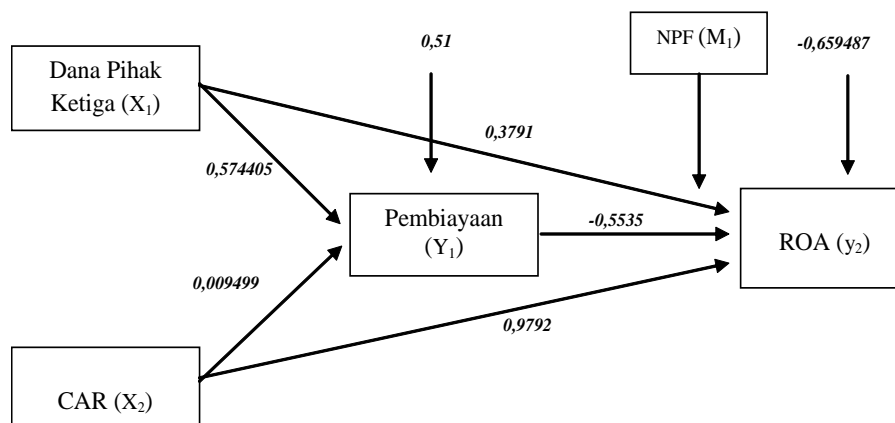 0,51
NPF (M₁)
-0,659487
Dana Pihak
Ketiga (X₁)
0,3791
0,574405
Pembiayaan
(Y₁)
-0,5535
ROA (y₂)
0,009499
0,9792
CAR (X₂)